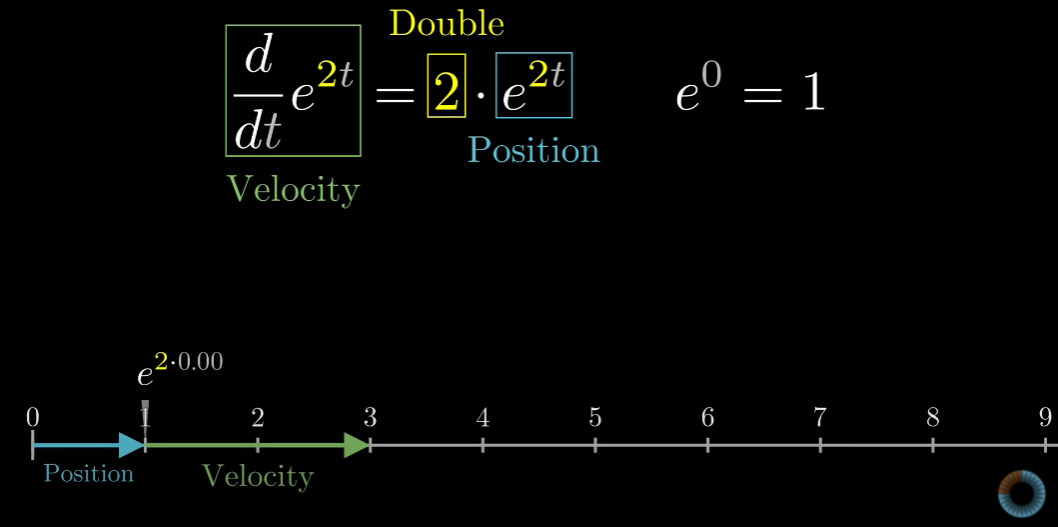 Double
d/dt e^{2t} = 2 · e^{2t}    e^0 = 1
Position
Velocity
e^{2·0.00}
0 1 2 3 4 5 6 7 8 9
Position Velocity